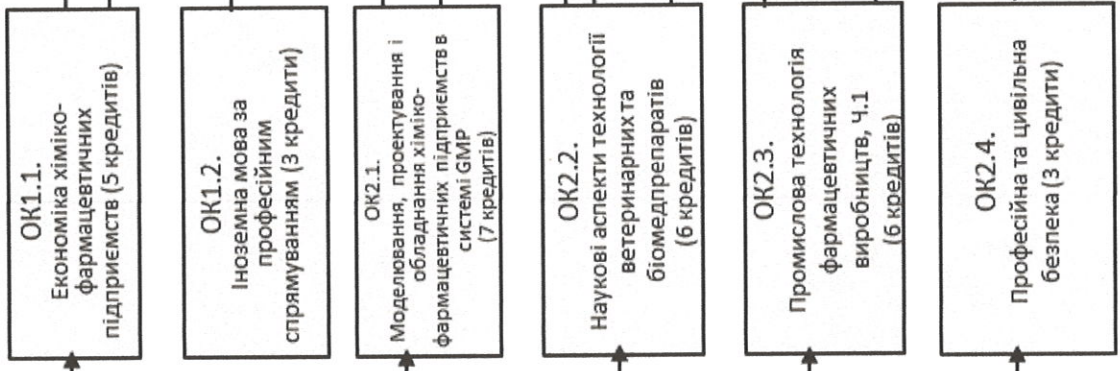 ОК1.1.
Економіка хіміко-
фармацевтичних
підприємств (5 кредитів)
ОК1.2.
Іноземна мова за
професійним
спрямуванням (3 кредити)
ОК2.1.
Моделювання, проектування і
обладнання хіміко-
фармацевтичних підприємств в
системі GMP
(7 кредитів)
ОК2.2.
Наукові аспекти технології
ветеринарних та
біомедпрепаратів
(6 кредитів)
ОК2.3.
Промислова технологія
фармацевтичних
виробництв, Ч.1
(6 кредитів)
ОК2.4.
Професійна та цивільна
безпека (3 кредити)